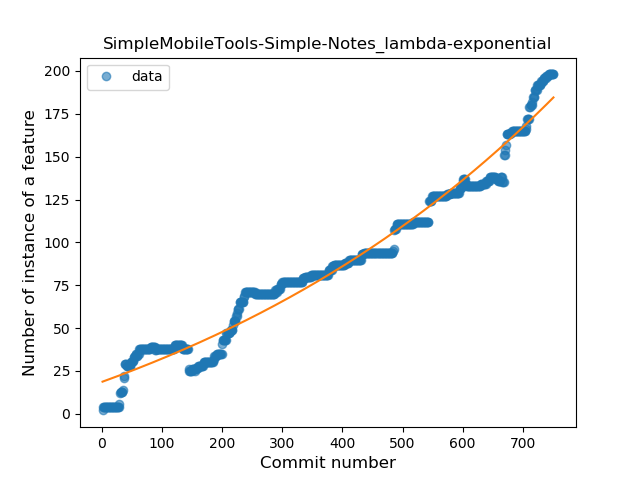 SimpleMobileTools-Simple-Notes_lambda-exponential
data
Number of instance of a feature
200
175
150
125
100
75
50
25
0
0 100 200 300 400 500 600 700
Commit number